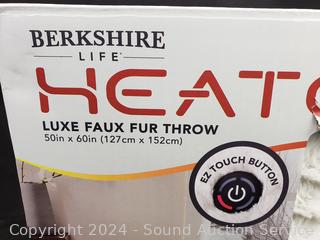 BERKSHIRE
LIFE
HEAT
LUXE FAUX FUR THROW
50in x 60in (127cm x 152cm)
EZ TOUCH BUTTON
Copyright 2024 - Sound Auction Service